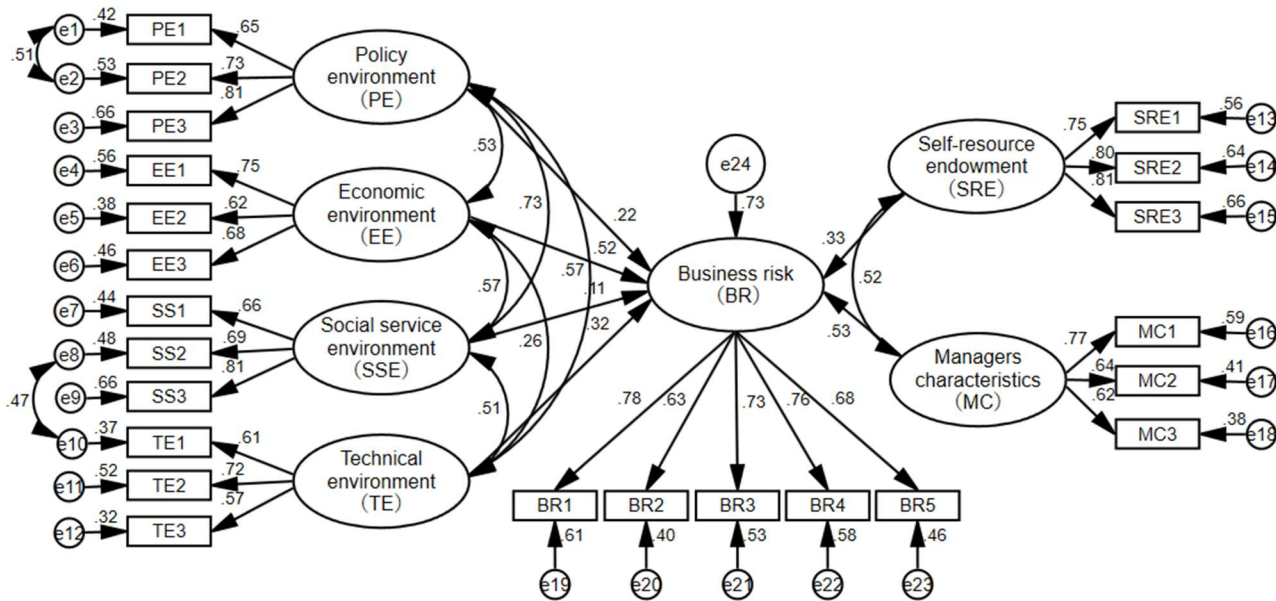 e1 .42 PE1 .65
.51
e2 .53 PE2 .73
e3 .66 PE3 .81
Policy
environment
(PE)
e4 .56 EE1 .75
e5 .38 EE2 .62
e6 .46 EE3 .68
Economic
environment
(EE)
e7 .44 SS1 .66
e8 .48 SS2 .69
e9 .66 SS3 .81
.47
Social service
environment
(SSE)
e10 .37 TE1 .61
e11 .52 TE2 .72
e12 .32 TE3 .57
Technical
environment
(TE)
.53
.73
.57
.57
.26
.51
.22
.52
.11
.32
e24
.73
Business risk
(BR)
.33
.52
.53
Self-resource
endowment
(SRE)
.75 SRE1 .56 e13
.80 SRE2 .64 e14
.81 SRE3 .66 e15
Managers
characteristics
(MC)
.77 MC1 .59 e16
.64 MC2 .41 e17
.62 MC3 .38 e18
.78 .63 .73 .76 .68
BR1 BR2 BR3 BR4 BR5
.61 .40 .53 .58 .46
e19 e20 e21 e22 e23